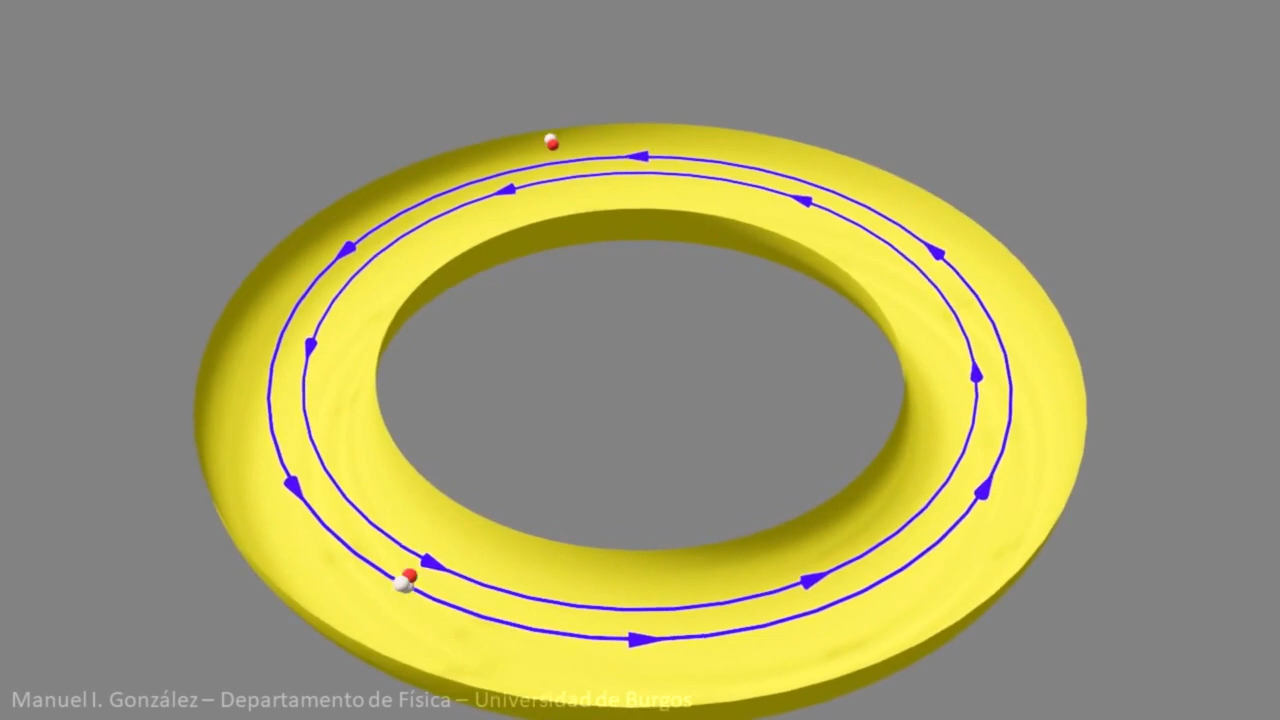 Manuel I. González – Departamento de Física – Universidad de Burgos